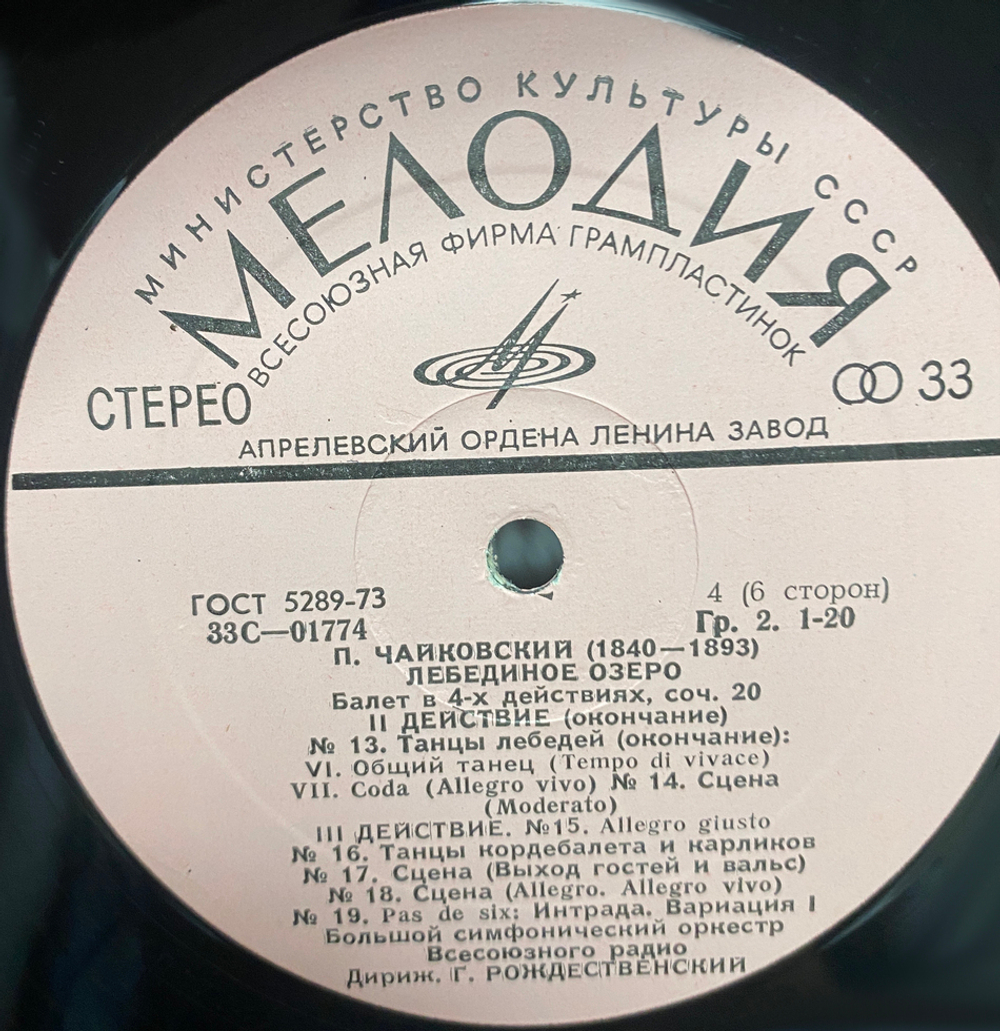 МИНИСТЕРСТВО КУЛЬТУРЫ СССР
МЕЛОДИЯ
ВСЕСОЮЗНАЯ ФИРМА ГРАМПЛАСТИНОК
СТЕРЕО
33
АПРЕЛЕВСКИЙ ОРДЕНА ЛЕНИНА ЗАВОД
ГОСТ 5289-73
33С—01774
4 (6 сторон)
Гр. 2. 1-20
П. ЧАЙКОВСКИЙ (1840—1893)
ЛЕБЕДИНОЕ ОЗЕРО
Балет в 4-х действиях, соч. 20
II ДЕЙСТВИЕ (окончание)
№ 13. Танцы лебедей (окончание):
VI. Общий танец (Tempo di vivace)
VII. Coda (Allegro vivo) № 14. Сцена
(Moderato)
III ДЕЙСТВИЕ. №15. Allegro giusto
№ 16. Танцы кордебалета и карликов
№ 17. Сцена (Выход гостей и вальс)
№ 18. Сцена (Allegro. Allegro vivo)
№ 19. Pas de six: Интрада. Вариация I
Большой симфонический оркестр
Всесоюзного радио
Дириж. Г. РОЖДЕСТВЕНСКИЙ